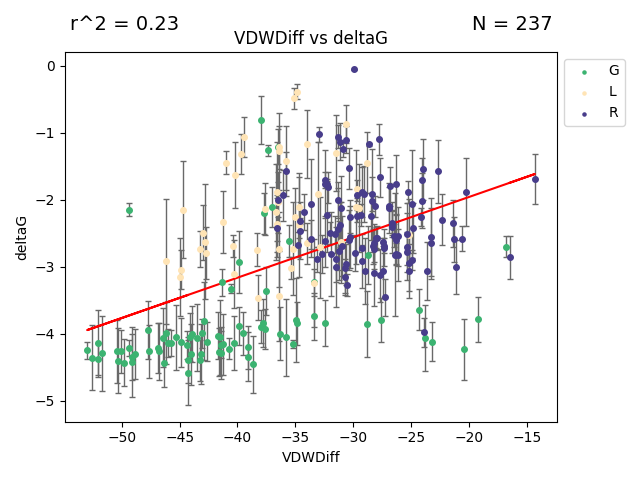 r^2 = 0.23 N = 237
VDWDiff vs deltaG
0
−1
−2
−3
−4
−5
deltaG
−50 −45 −40 −35 −30 −25 −20 −15
VDWDiff
G
L
R